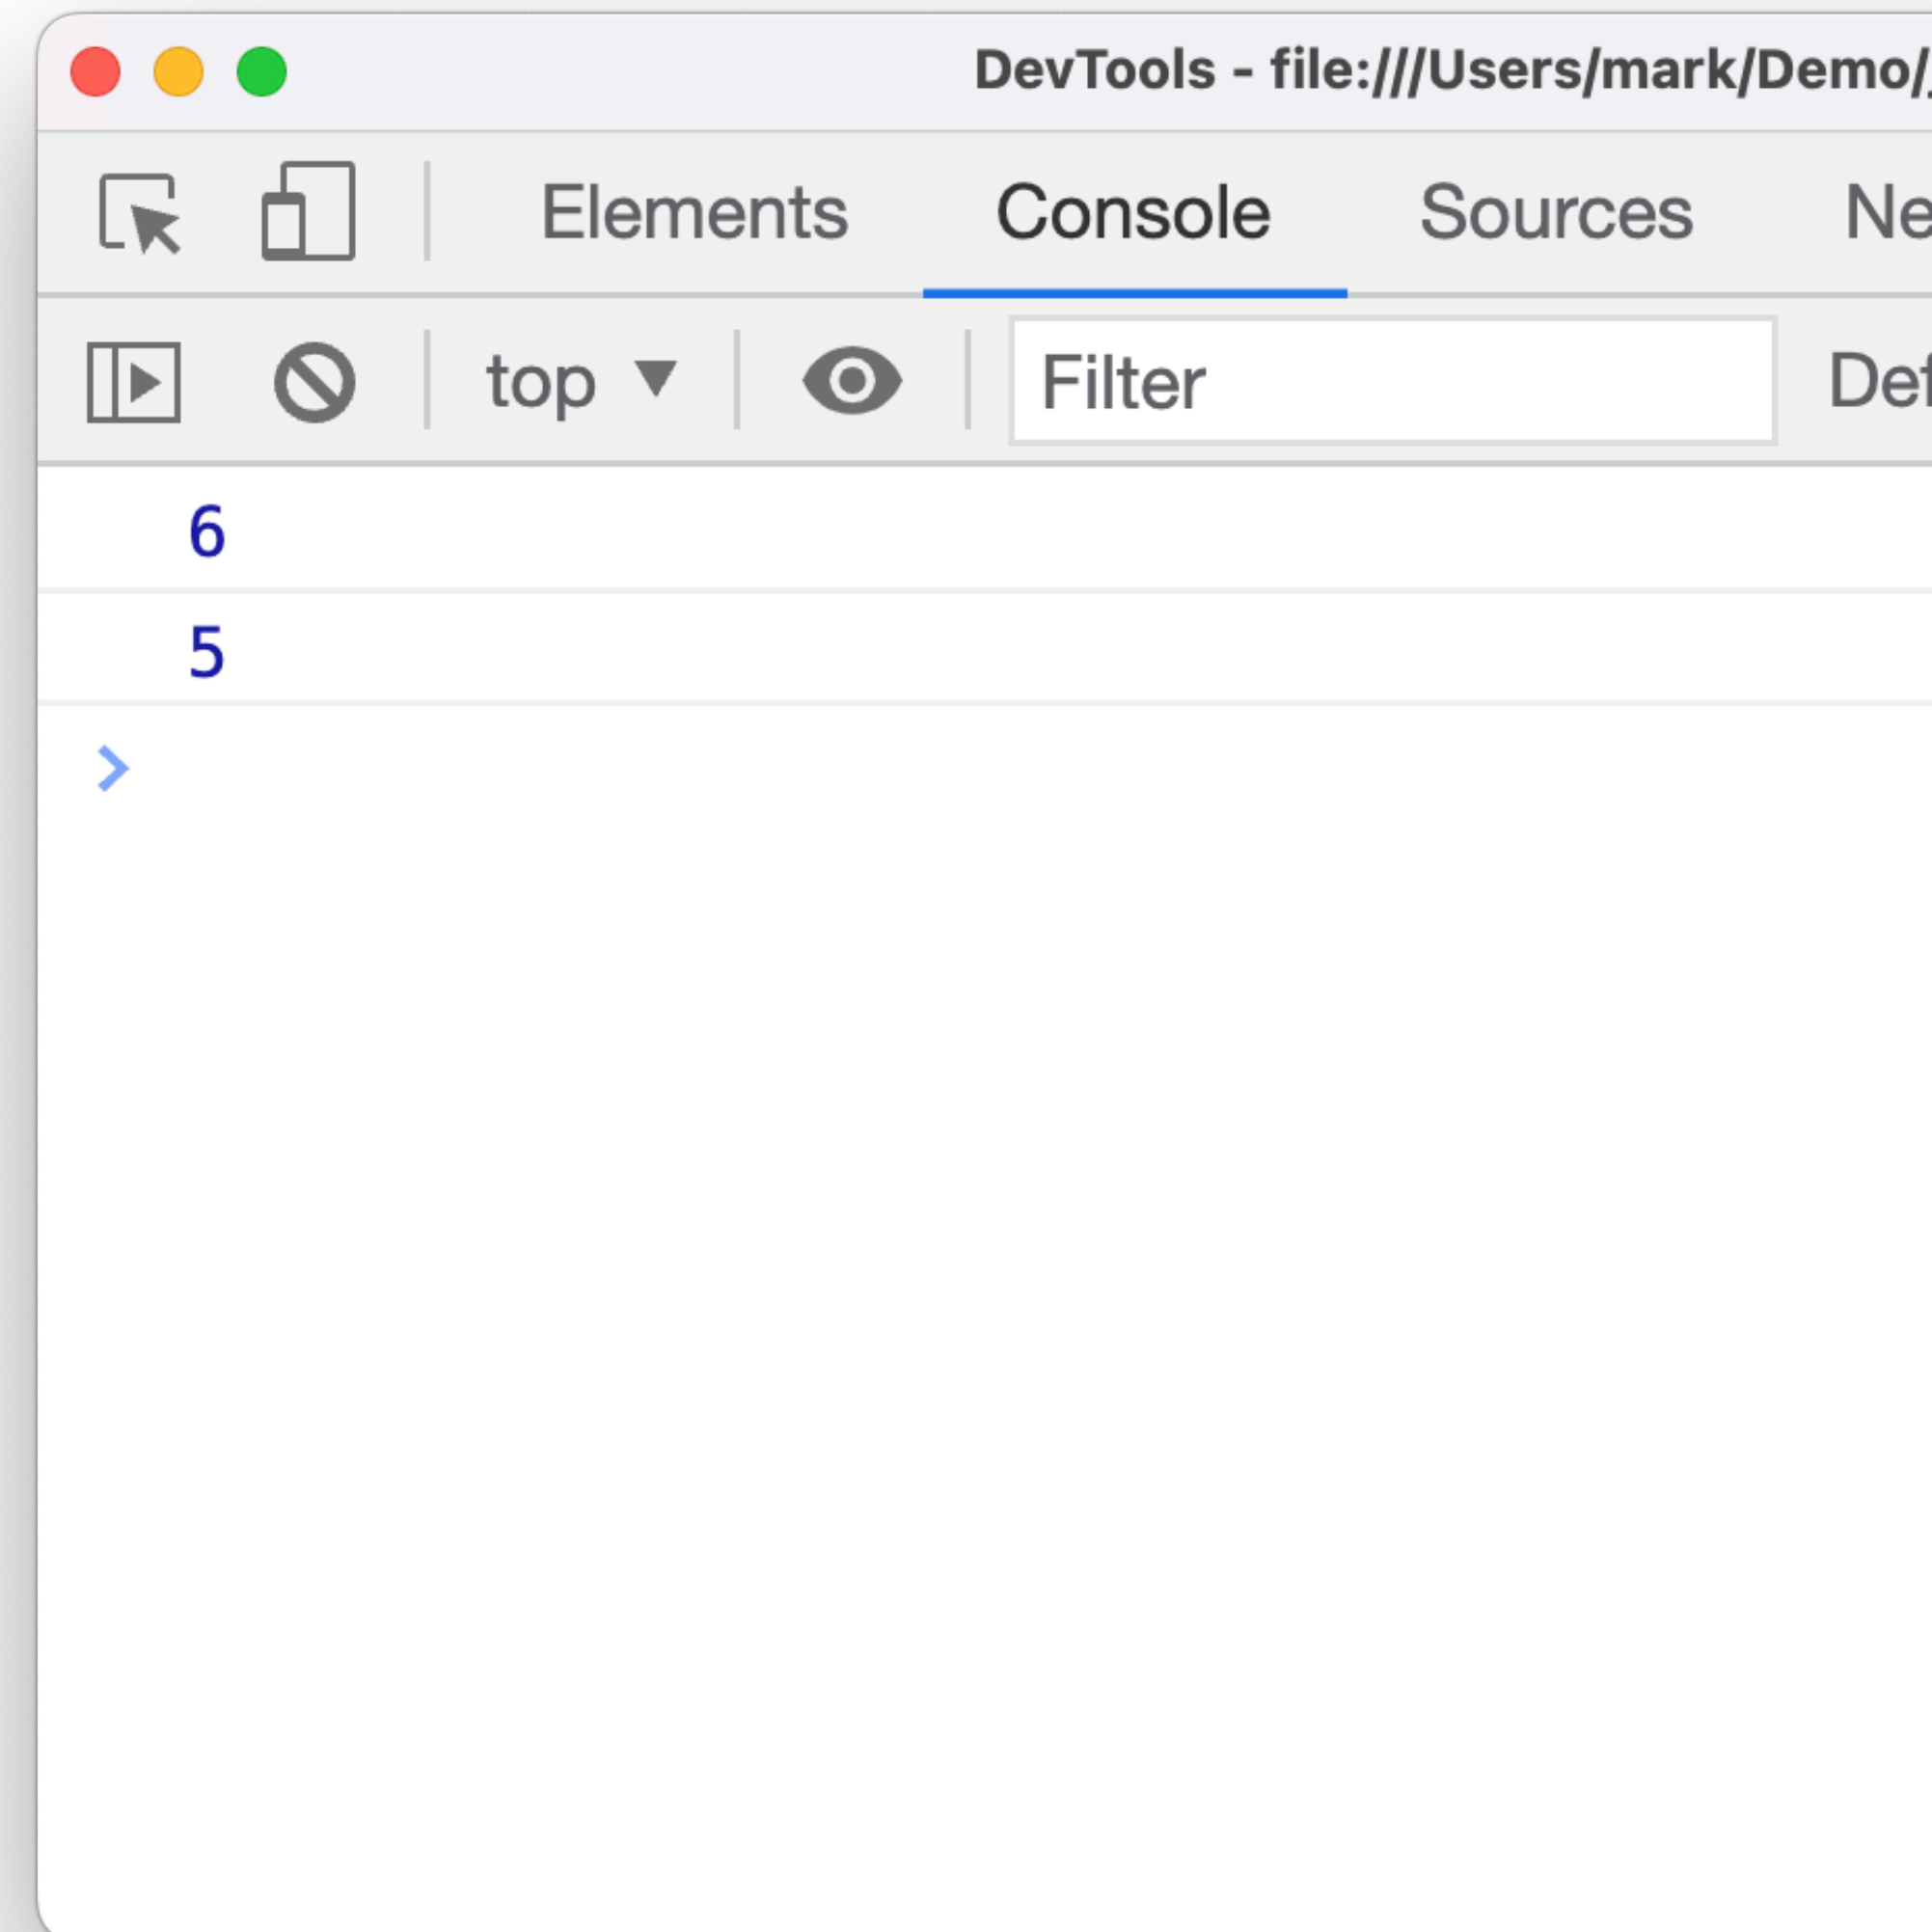 DevTools - file:///Users/mark/Demo/
Elements Console Sources Ne
top Filter Def
6
5